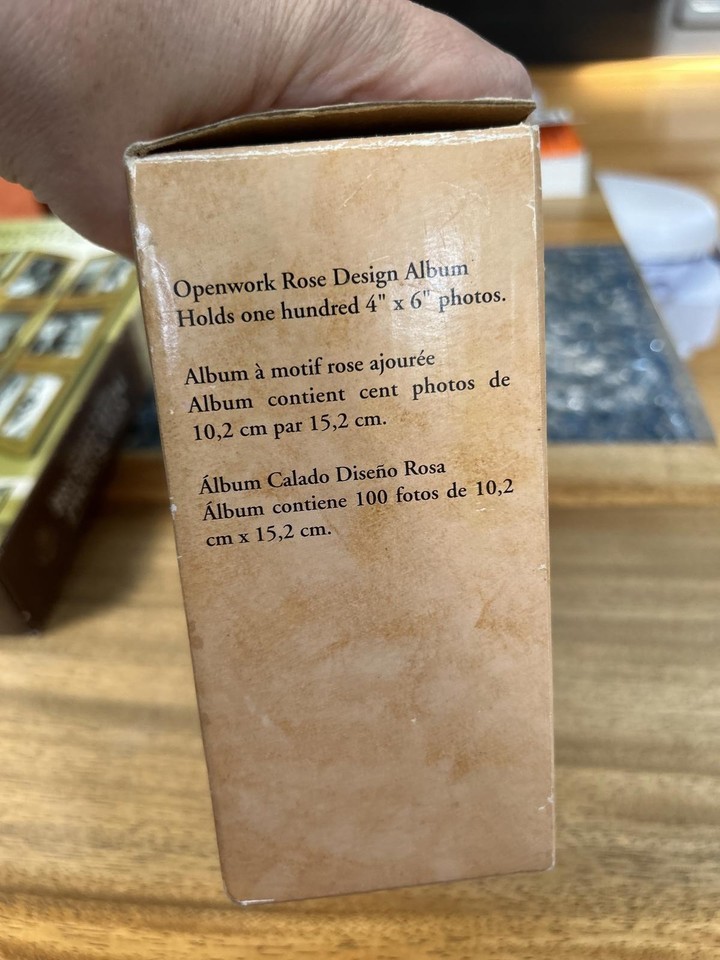 Openwork Rose Design Album
Holds one hundred 4" x 6" photos.
Album à motif rose ajourée
Album contient cent photos de
10,2 cm par 15,2 cm.
Álbum Calado Diseño Rosa
Álbum contiene 100 fotos de 10,2
cm x 15,2 cm.